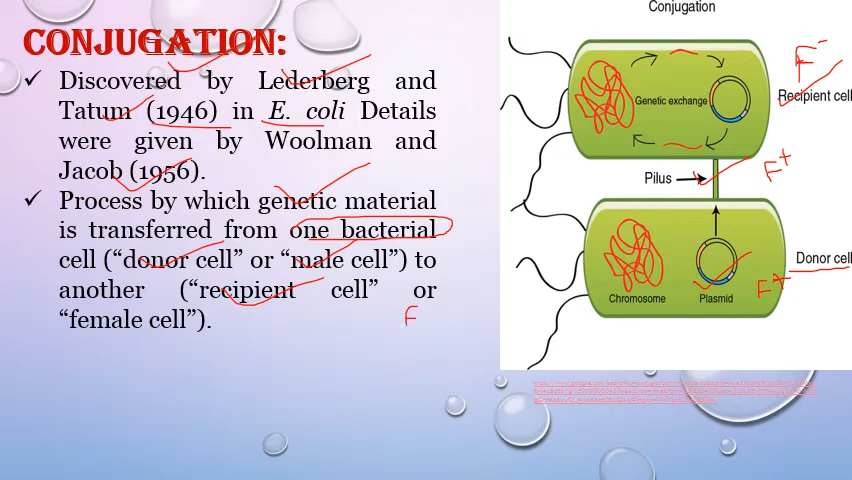 CONJUGATION:
✓ Discovered by Lederberg and
Tatum (1946) in E. coli Details
were given by Woolman and
Jacob (1956).
✓ Process by which genetic material
is transferred from one bacterial
cell (“donor cell” or “male cell”) to
another (“recipient cell” or
“female cell”).
F
Conjugation
F-
Genetic exchange
Recipient cell
Pilus
F+
Donor cell
Chromosome
Plasmid
F+